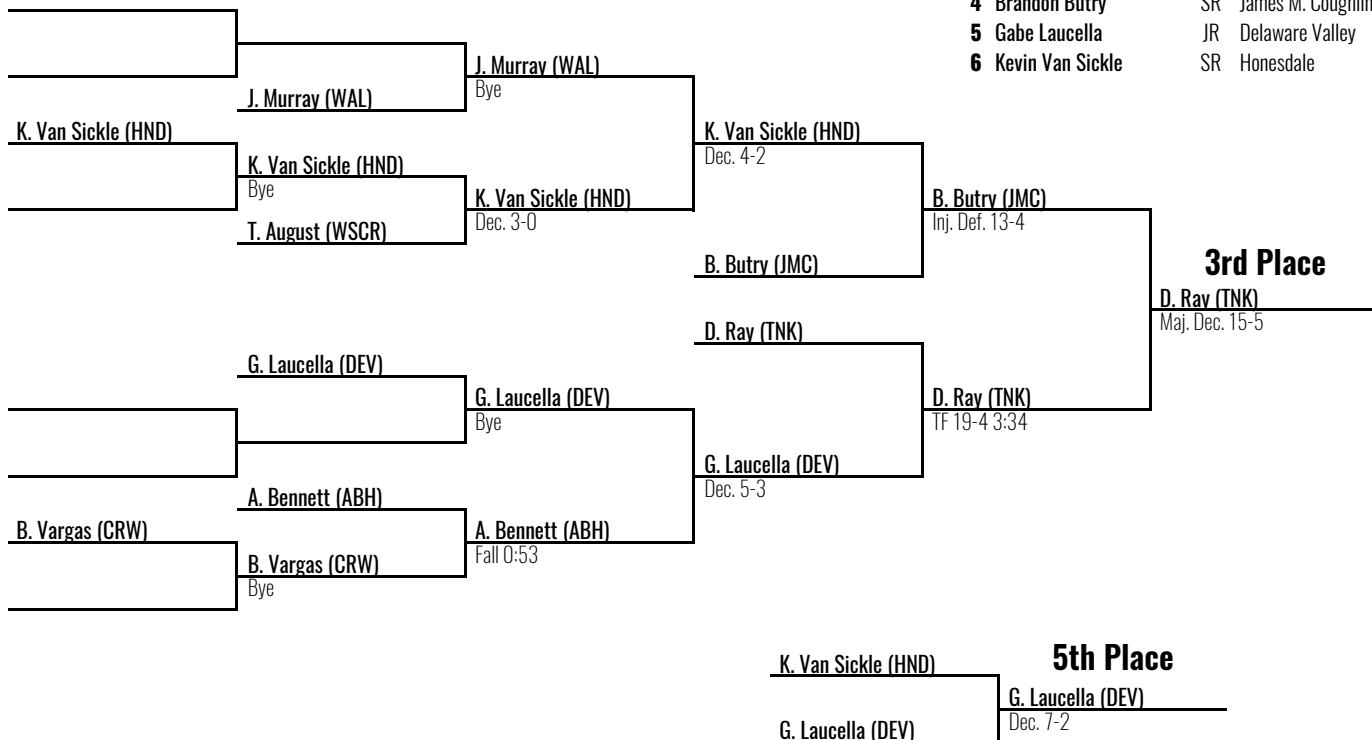 4 Brandon Butry SR James M. Coughlin
5 Gabe Laucella JR Delaware Valley
6 Kevin Van Sickle SR Honesdale
J. Murray (WAL)
Bye
J. Murray (WAL)
K. Van Sickle (HND)
K. Van Sickle (HND)
Dec. 4-2
K. Van Sickle (HND)
Bye
K. Van Sickle (HND)
Dec. 3-0
B. Butry (JMC)
Inj. Def. 13-4
T. August (WSCR)
B. Butry (JMC)
3rd Place
D. Ray (TNK)
Maj. Dec. 15-5
D. Ray (TNK)
G. Laucella (DEV)
G. Laucella (DEV)
Bye
D. Ray (TNK)
TF 19-4 3:34
G. Laucella (DEV)
Dec. 5-3
A. Bennett (ABH)
B. Vargas (CRW)
A. Bennett (ABH)
Fall 0:53
B. Vargas (CRW)
Bye
5th Place
K. Van Sickle (HND)
G. Laucella (DEV)
Dec. 7-2
G. Laucella (DEV)